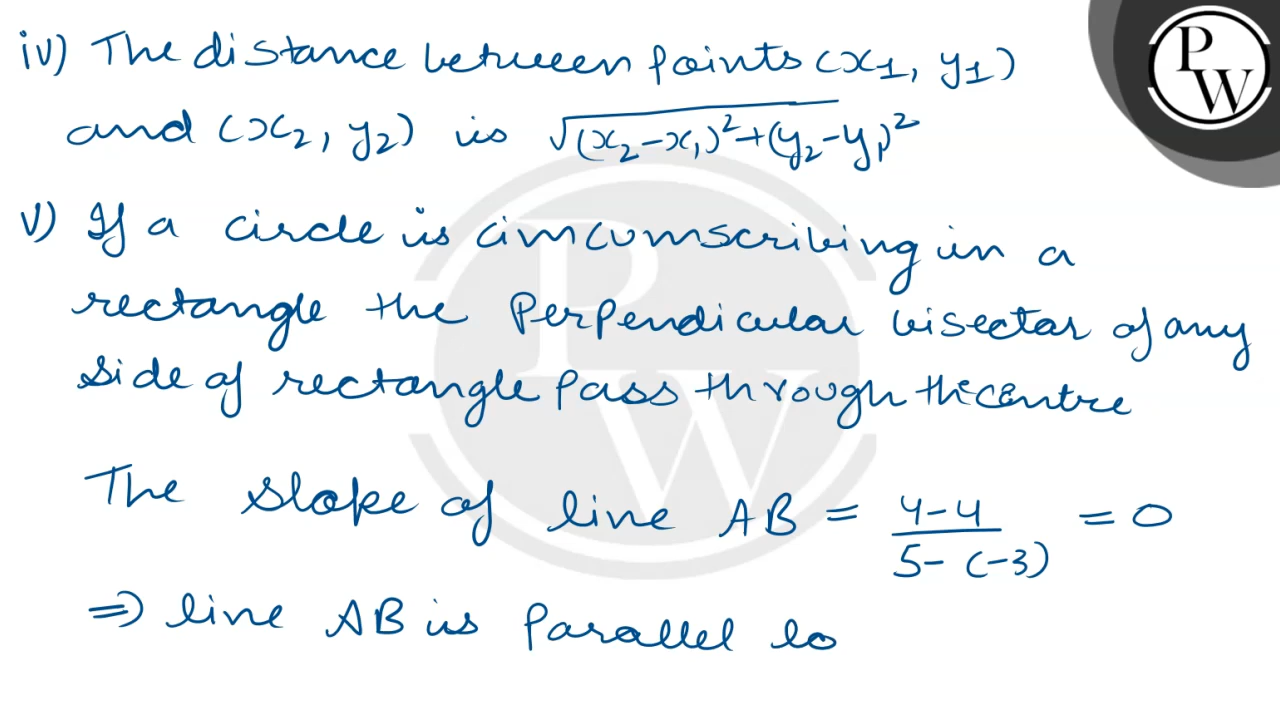 iv) The distance between points (x1, y1)
and (x2, y2) is √(x2-x1)²+(y2-y1)²
v) If a circle is circumscribing in a
rectangle the perpendicular bisector of any
side of rectangle pass through the centre
The slope of line AB = 4-4/5-(-3) = 0
⇒ line AB is parallel to
PW
PW